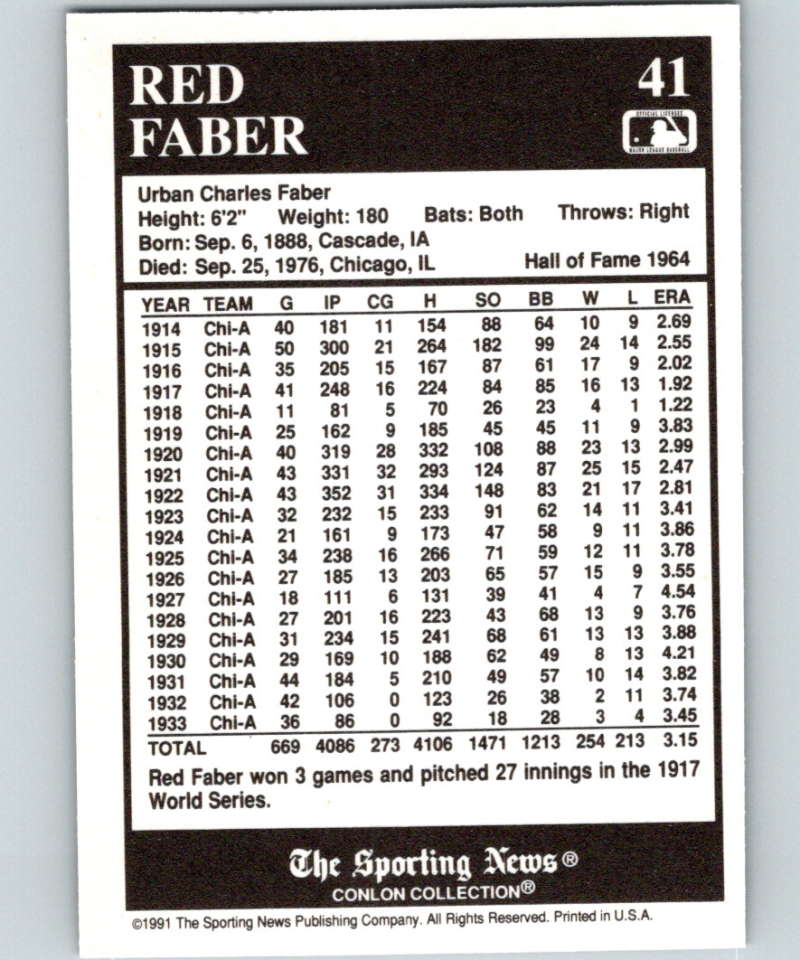 RED 41
FABER
OFFICIAL LICENSEE
MAJOR LEAGUE BASEBALL
Urban Charles Faber
Height: 6'2" Weight: 180 Bats: Both Throws: Right
Born: Sep. 6, 1888, Cascade, IA
Died: Sep. 25, 1976, Chicago, IL Hall of Fame 1964
YEAR TEAM G IP CG H SO BB W L ERA
1914 Chi-A 40 181 11 154 88 64 10 9 2.69
1915 Chi-A 50 300 21 264 182 99 24 14 2.55
1916 Chi-A 35 205 15 167 87 61 17 9 2.02
1917 Chi-A 41 248 16 224 84 85 16 13 1.92
1918 Chi-A 11 81 5 70 26 23 4 1 1.22
1919 Chi-A 25 162 9 185 45 45 11 9 3.83
1920 Chi-A 40 319 28 332 108 88 23 13 2.99
1921 Chi-A 43 331 32 293 124 87 25 15 2.47
1922 Chi-A 43 352 31 334 148 83 21 17 2.81
1923 Chi-A 32 232 15 233 91 62 14 11 3.41
1924 Chi-A 21 161 9 173 47 58 9 11 3.86
1925 Chi-A 34 238 16 266 71 59 12 11 3.78
1926 Chi-A 27 185 13 203 65 57 15 9 3.55
1927 Chi-A 18 111 6 131 39 41 4 7 4.54
1928 Chi-A 27 201 16 223 43 68 13 9 3.76
1929 Chi-A 31 234 15 241 68 61 13 13 3.88
1930 Chi-A 29 169 10 188 62 49 8 13 4.21
1931 Chi-A 44 184 5 210 49 57 10 14 3.82
1932 Chi-A 42 106 0 123 26 38 2 11 3.74
1933 Chi-A 36 86 0 92 18 28 3 4 3.45
TOTAL 669 4086 273 4106 1471 1213 254 213 3.15
Red Faber won 3 games and pitched 27 innings in the 1917
World Series.
The Sporting News®
CONLON COLLECTION®
©1991 The Sporting News Publishing Company. All Rights Reserved. Printed in U.S.A.